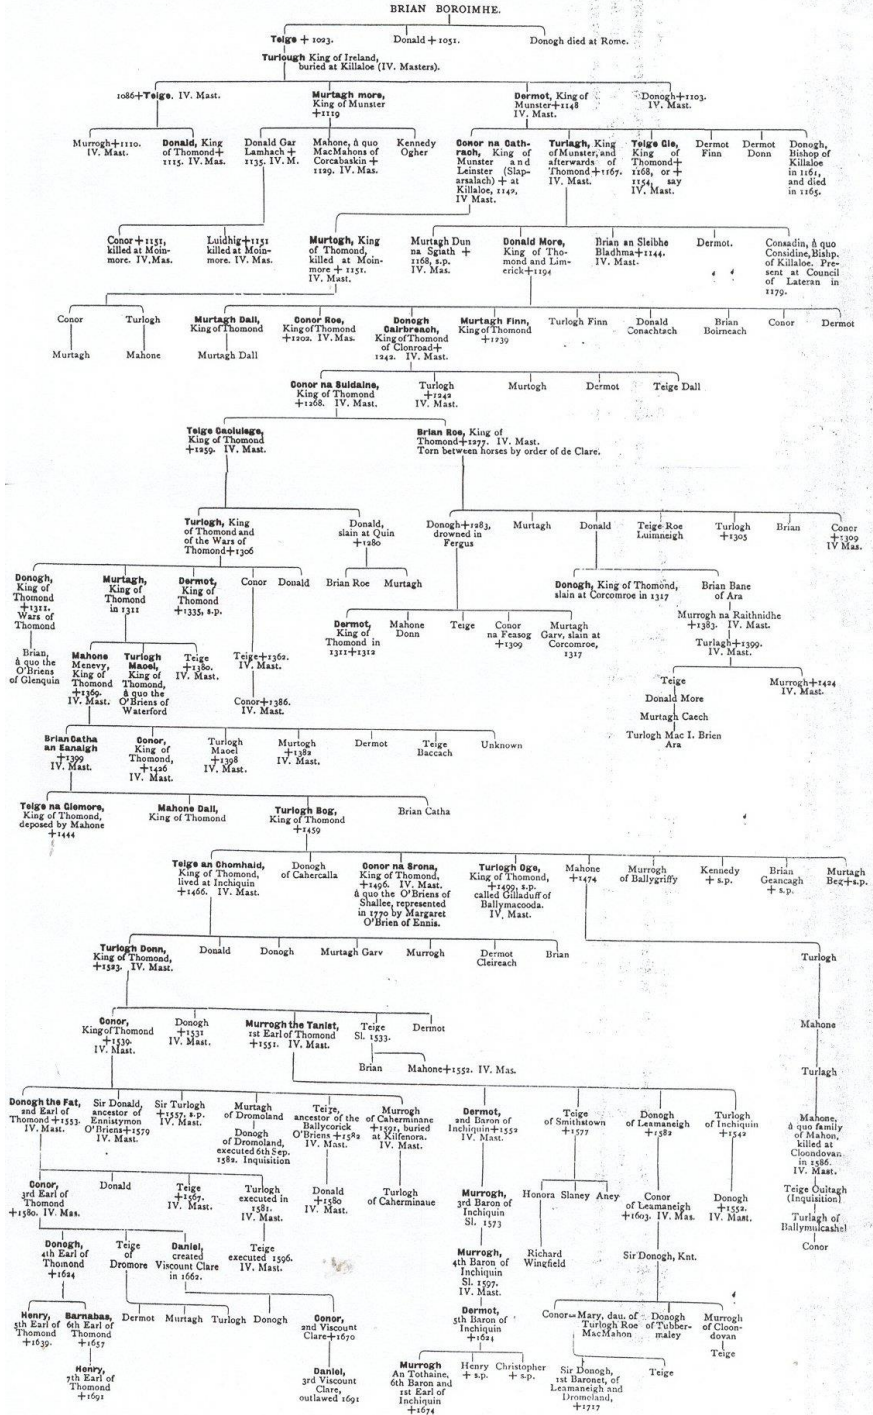 BRIAN BOROIMHE.
Teige + 1023.
Donald + 1051.
Donogh died at Rome.
Turlough King of Ireland,
buried at Killaloe (IV. Masters).
1086+Teige. IV. Mast.
Murtagh more,
King of Munster
+1119
Dermot, King of
Munster+1148
IV. Mast.
Donogh+1103.
IV. Mast.
Murrogh+1110.
IV. Mast.
Donald, King
of Thomond+
1115. IV. Mas.
Donald Gar
Lamhach +
1135. IV. M.
Mahone, á quo
MacMahons of
Corcabaskin +
1129. IV. Mas.
Kennedy
Ogher
Conor na Cath-
rach, King of
Munster and
Leinster (Slap-
arsalach) + at
Killaloe, 1142,
IV Mast.
Turlagh, King
of Munster, and
afterwards of
Thomond+1167.
IV. Mast.
Teige Gle,
King of
Thomond+
1168, or +
1154, say
IV. Mast.
Dermot
Finn
Dermot
Donn
Donogh,
Bishop of
Killaloe
in 1161,
and died
in 1165.
Conor+1151,
killed at Moin-
more. IV.Mas.
Luidhig+1151
killed at Moin-
more. IV. Mas.
Murtogh, King
of Thomond,
killed at Moin-
more + 1151.
IV. Mast.
Murtagh Dun
na Sgiath +
1168, s.p.
IV. Mas.
Donald More,
King of Tho-
mond and Lim-
erick+1194
Brian an Sleibhe
Bladhma+1144.
IV. Mast.
Dermot.
Consadin, á quo
Considine, Bishp.
of Killaloe. Pre-
sent at Council
of Lateran in
1179.
Conor
Turlogh
Murtagh Dall,
King of Thomond
Conor Roe,
King of Thomond
+1202. IV. Mas.
Donogh
Cairbreach,
King of Thomond
of Clonroad+
1242. IV. Mast.
Murtagh Finn,
King of Thomond
+1239
Turlogh Finn
Donald
Conachtach
Brian
Boirneach
Conor
Dermot
Murtagh
Mahone
Murtagh Dall
Conor na Suidaine,
King of Thomond
+1268. IV. Mast.
Turlogh
+1242
IV. Mast.
Murtogh
Dermot
Teige Dall
Teige Caoluisge,
King of Thomond
+1259. IV. Mast.
Brian Roe, King of
Thomond+1277. IV. Mast.
Torn between horses by order of de Clare.
Turlogh, King
of Thomond and
of the Wars of
Thomond+1306
Donald,
slain at Quin
+1280
Donogh+1283,
drowned in
Fergus
Murtagh
Donald
Teige Roe
Luimneigh
Turlogh
+1305
Brian
Conor
+1309
IV Mas.
Donogh,
King of
Thomond
+1311.
Wars of
Thomond
Murtagh,
King of
Thomond
in 1311
Dermot,
King of
Thomond
+1335, s.p.
Conor
Donald
Brian Roe
Murtagh
Donogh, King of Thomond,
slain at Corcomroe in 1317
Brian Bane
of Ara
Dermot,
King of
Thomond in
1311+1312
Mahone
Donn
Teige
Conor
na Feasog
+1309
Murtagh
Garv, slain at
Corcomroe,
1317
Murrogh na Raithnidhe
+1383. IV. Mast.
Turlagh+1399.
IV. Mast.
Brian,
á quo the
O'Briens
of Glenquin
Mahone
Menevy,
King of
Thomond
+1369.
IV. Mast.
Turlogh
Maoel,
King of
Thomond,
á quo the
O'Briens of
Waterford
Teige
+1380.
IV. Mast.
Teige+1362.
IV. Mast.
Conor+1386.
IV. Mast.
Teige
Murrogh+1424
IV. Mast.
Donald More
Murtagh Caech
Turlogh Mac I. Brien
Ara
Brian Catha
an Eanaigh
+1399
IV. Mast.
Conor,
King of
Thomond,
+1426
IV. Mast.
Turlogh
Maoel
+1398
IV. Mast.
Murtogh
+1382
IV. Mast.
Dermot
Teige
Baccach
Unknown
Teige na Glemore,
King of Thomond,
deposed by Mahone
+1444
Mahone Dall,
King of Thomond
Turlogh Bog,
King of Thomond
+1459
Brian Catha
Teige an Chomhaid,
King of Thomond,
lived at Inchiquin
+1466. IV. Mast.
Donogh
of Cahercalla
Conor na Srona,
King of Thomond,
+1496. IV. Mast.
á quo the O'Briens of
Shallee, represented
in 1770 by Margaret
O'Brien of Ennis.
Turlogh Oge,
King of Thomond,
+1499, s.p.
called Gilladuff of
Ballymacooda.
IV. Mast.
Mahone
+1474
Murrogh
of Ballygriffy
Kennedy
+ s.p.
Brian
Geancagh
+ s.p.
Murtagh
Beg+s.p.
Turlogh Donn,
King of Thomond,
+1523. IV. Mast.
Donald
Donogh
Murtagh Garv
Murrogh
Dermot
Cleireach
Brian
Turlogh
Conor,
King of Thomond
+1539.
IV. Mast.
Donogh
+1531
IV. Mast.
Murrogh the Tanist,
1st Earl of Thomond
+1551. IV. Mast.
Teige
Sl. 1533.
Dermot
Mahone
Brian
Mahone+1552. IV. Mas.
Turlagh
Donogh the Fat,
2nd Earl of
Thomond +1553.
IV. Mast.
Sir Donald,
ancestor of
Ennistymon
O'Briens+1579
IV. Mast.
Sir Turlogh
+1557, s.p.
IV. Mast.
Murtagh
of Dromoland
Donogh
of Dromoland,
executed 6th Sep.
1582. Inquisition
Teige,
ancestor of the
Ballycorick
O'Briens +1582
IV. Mast.
Murrogh
of Caherminane
+1591, buried
at Kilfenora.
IV. Mast.
Dermot,
2nd Baron of
Inchiquin+1552
IV. Mast.
Teige
of Smithstown
+1577
Donogh
of Leamaneigh
+1582
Turlogh
of Inchiquin
+1542
Mahone,
á quo family
of Mahon,
killed at
Cloondovan
in 1586.
IV. Mast.
Conor,
3rd Earl of
Thomond
+1580. IV. Mas.
Donald
Teige
+1567.
IV. Mast.
Turlogh
executed in
1581.
IV. Mast.
Donald
+1580
IV. Mast.
Turlogh
of Caherminaue
Murrogh,
3rd Baron of
Inchiquin
Sl. 1573
Honora
Slaney
Aney
Conor
of Leamaneigh
+1603. IV. Mas.
Donogh
+1552.
IV. Mast.
Teige Oultagh
(Inquisition)
Turlagh of
Ballymulcashel
Conor
Donogh,
4th Earl of
Thomond
+1624
Teige
of
Dromore
Daniel,
created
Viscount Clare
in 1662.
Teige
executed 1596.
IV. Mast.
Murrogh,
4th Baron of
Inchiquin
Sl. 1597.
IV. Mast.
Richard
Wingfield
Sir Donogh, Knt.
Henry,
5th Earl of
Thomond
+1639.
Barnabas,
6th Earl of
Thomond
+1657
Dermot
Murtagh
Turlogh
Donogh
Conor,
2nd Viscount
Clare+1670
Dermot,
5th Baron of
Inchiquin
+1624
Conor=Mary, dau. of
Turlogh Roe
MacMahon
Donogh
of Tubber-
maley
Murrogh
of Cloon-
dovan
Teige
Henry,
7th Earl of
Thomond
+1691
Daniel,
3rd Viscount
Clare,
outlawed 1691
Murrogh
An Tothaine,
6th Baron and
1st Earl of
Inchiquin
+1674
Henry
+ s.p.
Christopher
+ s.p.
Sir Donogh,
1st Baronet, of
Leamaneigh and
Dromoland,
+1717
Teige